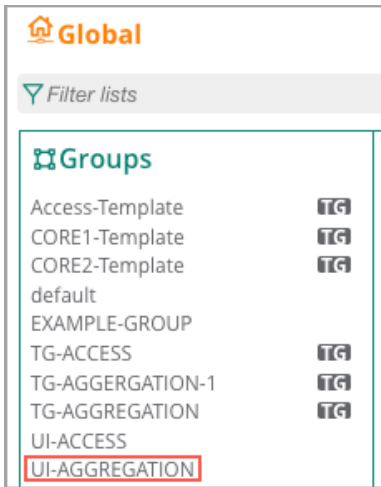 Global
Filter lists
Groups
Access-Template TG
CORE1-Template TG
CORE2-Template TG
default
EXAMPLE-GROUP
TG-ACCESS TG
TG-AGGERGATION-1 TG
TG-AGGREGATION TG
UI-ACCESS
UI-AGGREGATION